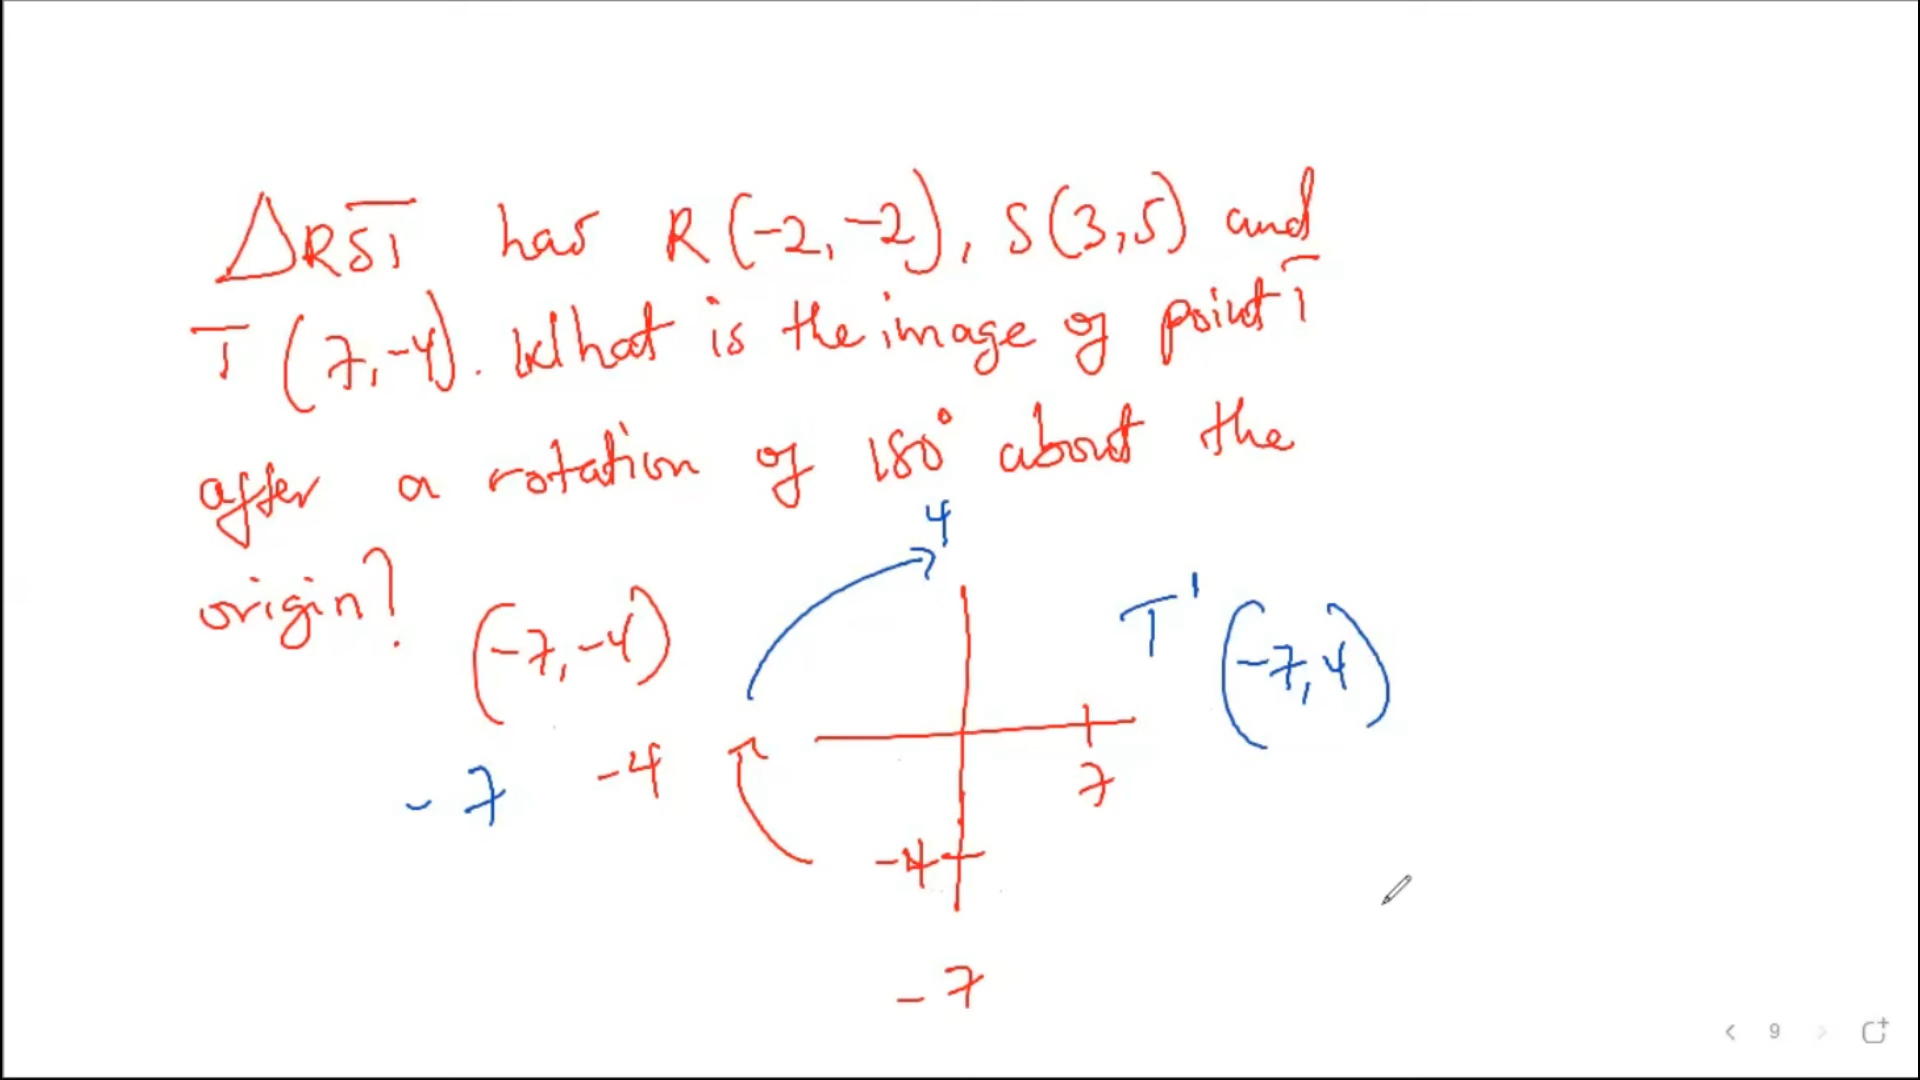 △RST has R(-2,-2), S(3,5) and
T(7,-4). What is the image of point T
after a rotation of 180° about the
origin?
4
(-7,-4)
T'(-7,4)
-7
-4
7
-4
-7
9